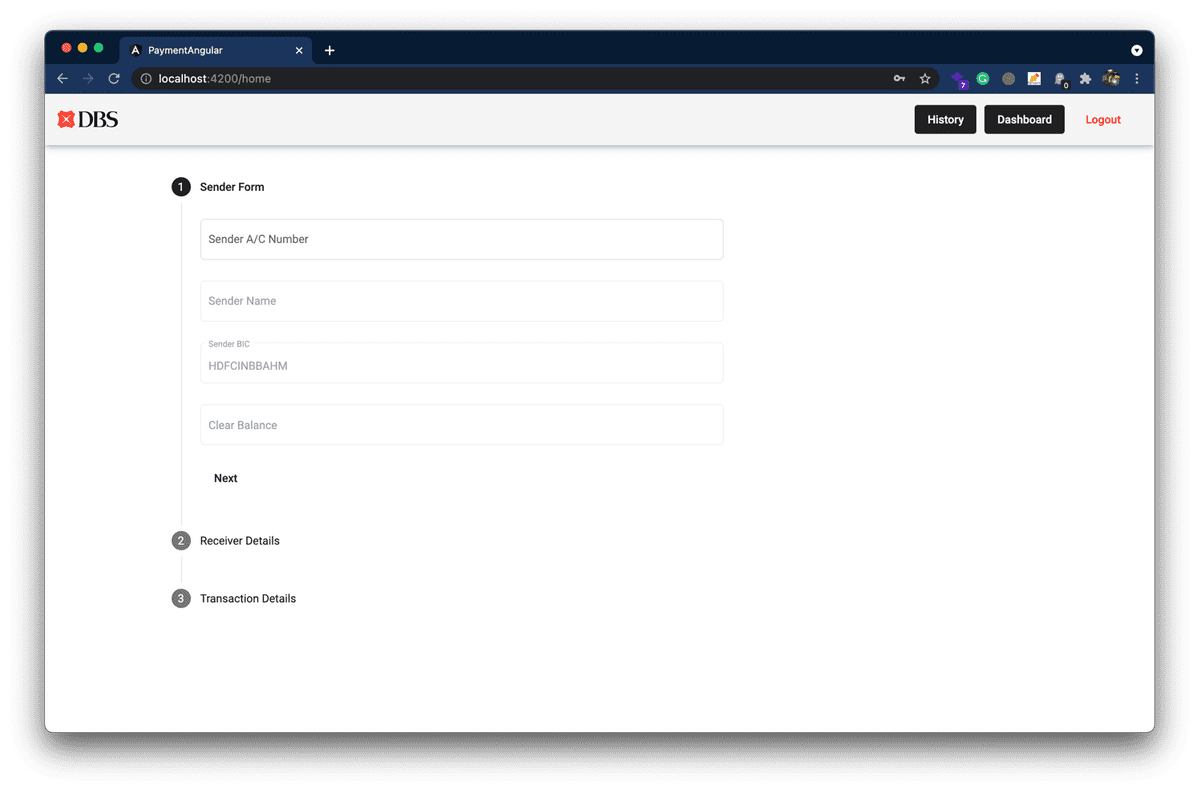 PaymentAngular
localhost:4200/home
7
0
DBS
History
Dashboard
Logout
1
Sender Form
Sender A/C Number
Sender Name
Sender BIC
HDFCINBBAHM
Clear Balance
Next
2
Receiver Details
3
Transaction Details